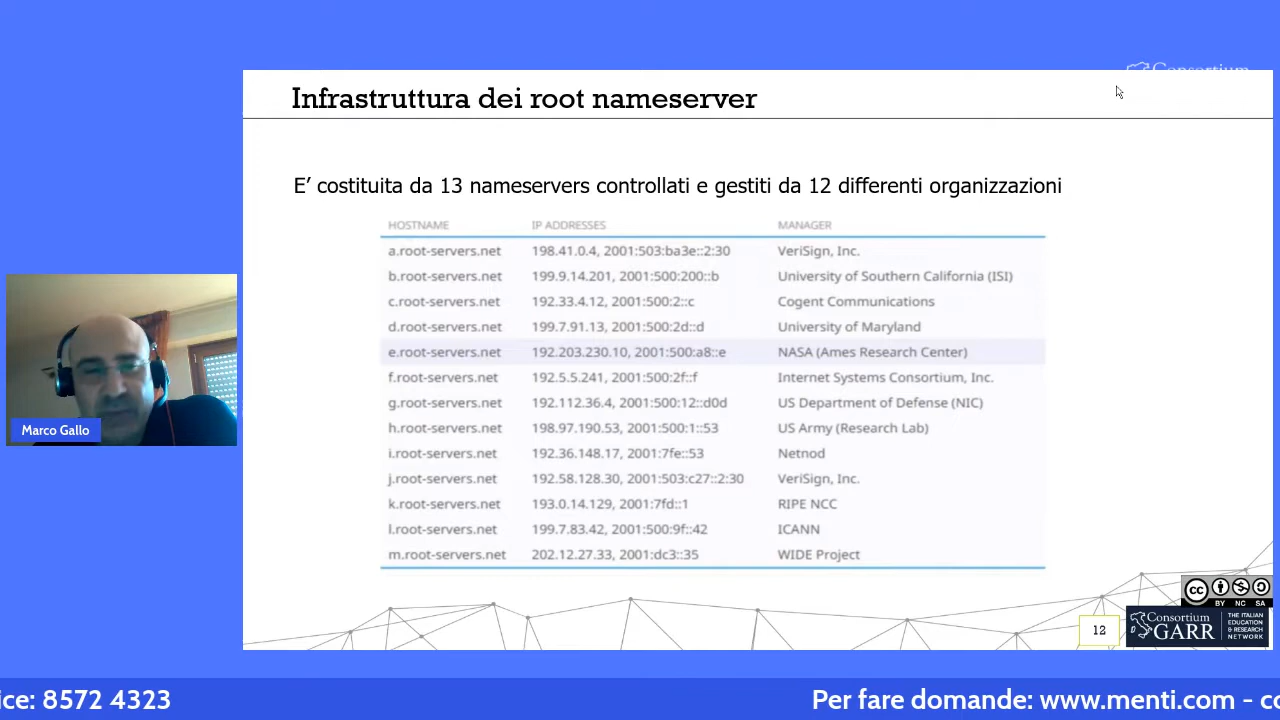 Consortium
Infrastruttura dei root nameserver
E’ costituita da 13 nameservers controllati e gestiti da 12 differenti organizzazioni
HOSTNAME IP ADDRESSES MANAGER
a.root-servers.net 198.41.0.4, 2001:503:ba3e::2:30 VeriSign, Inc.
b.root-servers.net 199.9.14.201, 2001:500:200::b University of Southern California (ISI)
c.root-servers.net 192.33.4.12, 2001:500:2::c Cogent Communications
d.root-servers.net 199.7.91.13, 2001:500:2d::d University of Maryland
e.root-servers.net 192.203.230.10, 2001:500:a8::e NASA (Ames Research Center)
f.root-servers.net 192.5.5.241, 2001:500:2f::f Internet Systems Consortium, Inc.
g.root-servers.net 192.112.36.4, 2001:500:12::d0d US Department of Defense (NIC)
h.root-servers.net 198.97.190.53, 2001:500:1::53 US Army (Research Lab)
i.root-servers.net 192.36.148.17, 2001:7fe::53 Netnod
j.root-servers.net 192.58.128.30, 2001:503:c27::2:30 VeriSign, Inc.
k.root-servers.net 193.0.14.129, 2001:7fd::1 RIPE NCC
l.root-servers.net 199.7.83.42, 2001:500:9f::42 ICANN
m.root-servers.net 202.12.27.33, 2001:dc3::35 WIDE Project
Marco Gallo
cc
BY NC SA
12
Consortium
GARR
THE ITALIAN
EDUCATION
& RESEARCH
NETWORK
ice: 8572 4323
Per fare domande: www.menti.com - co